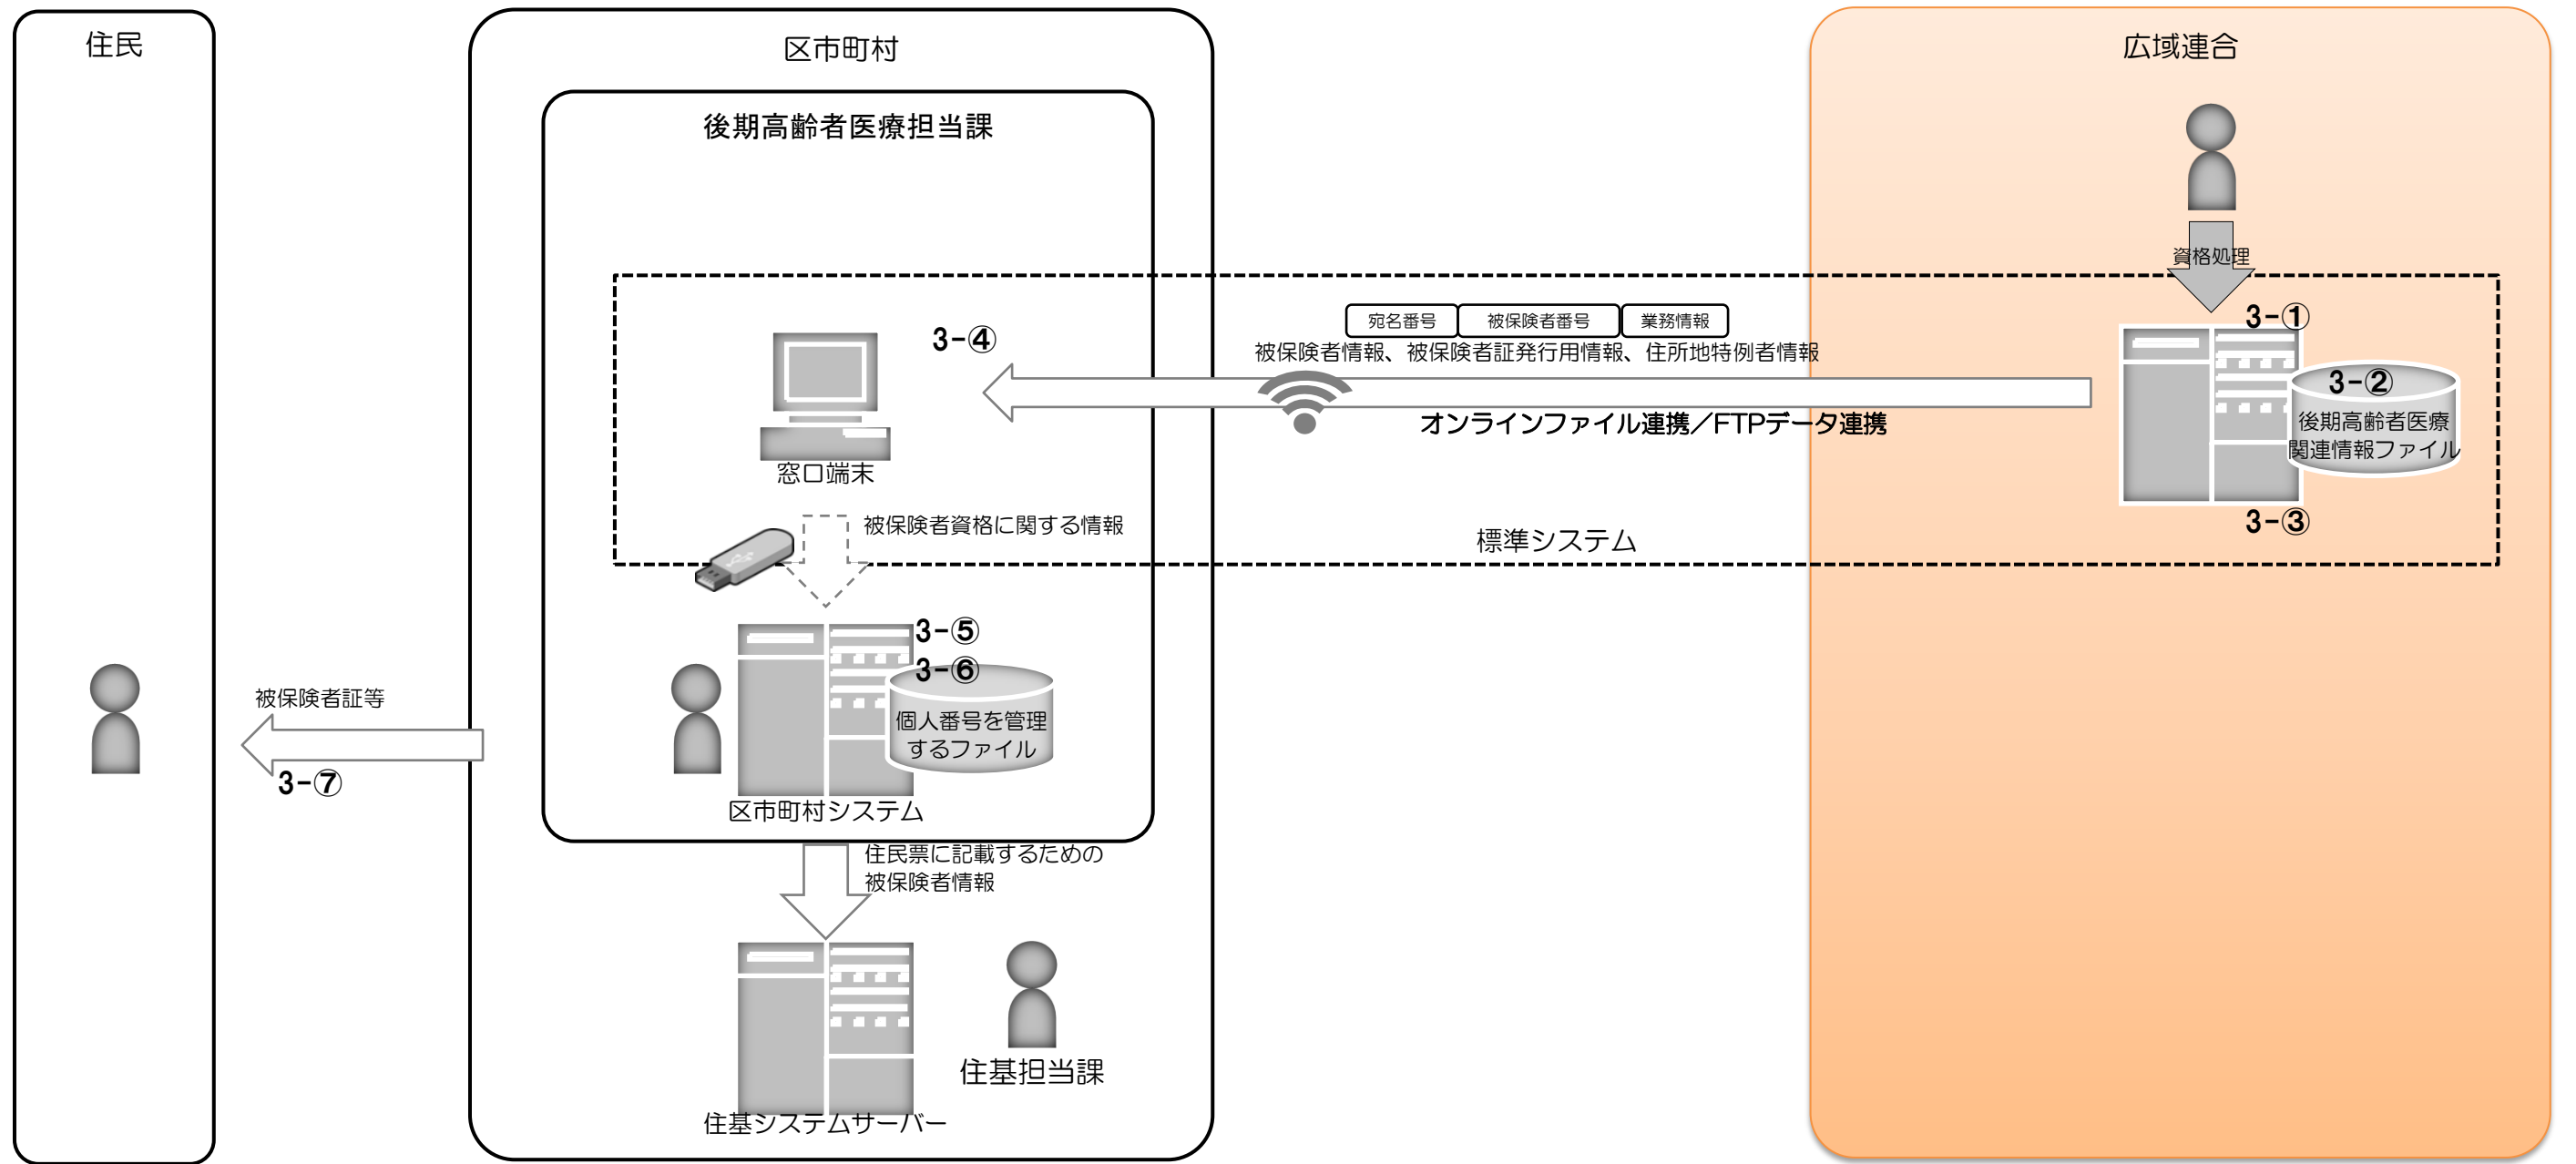 住民
区市町村
広域連合
後期高齢者医療担当課
資格処理
3-①
宛名番号
被保険者番号
業務情報
3-④
被保険者情報、被保険者証発行用情報、住所地特例者情報
3-②
オンラインファイル連携／FTPデータ連携
後期高齢者医療
関連情報ファイル
窓口端末
3-③
被保険者資格に関する情報
標準システム
3-⑤
3-⑥
被保険者証等
個人番号を管理
するファイル
3-⑦
区市町村システム
住民票に記載するための
被保険者情報
住基担当課
住基システムサーバー